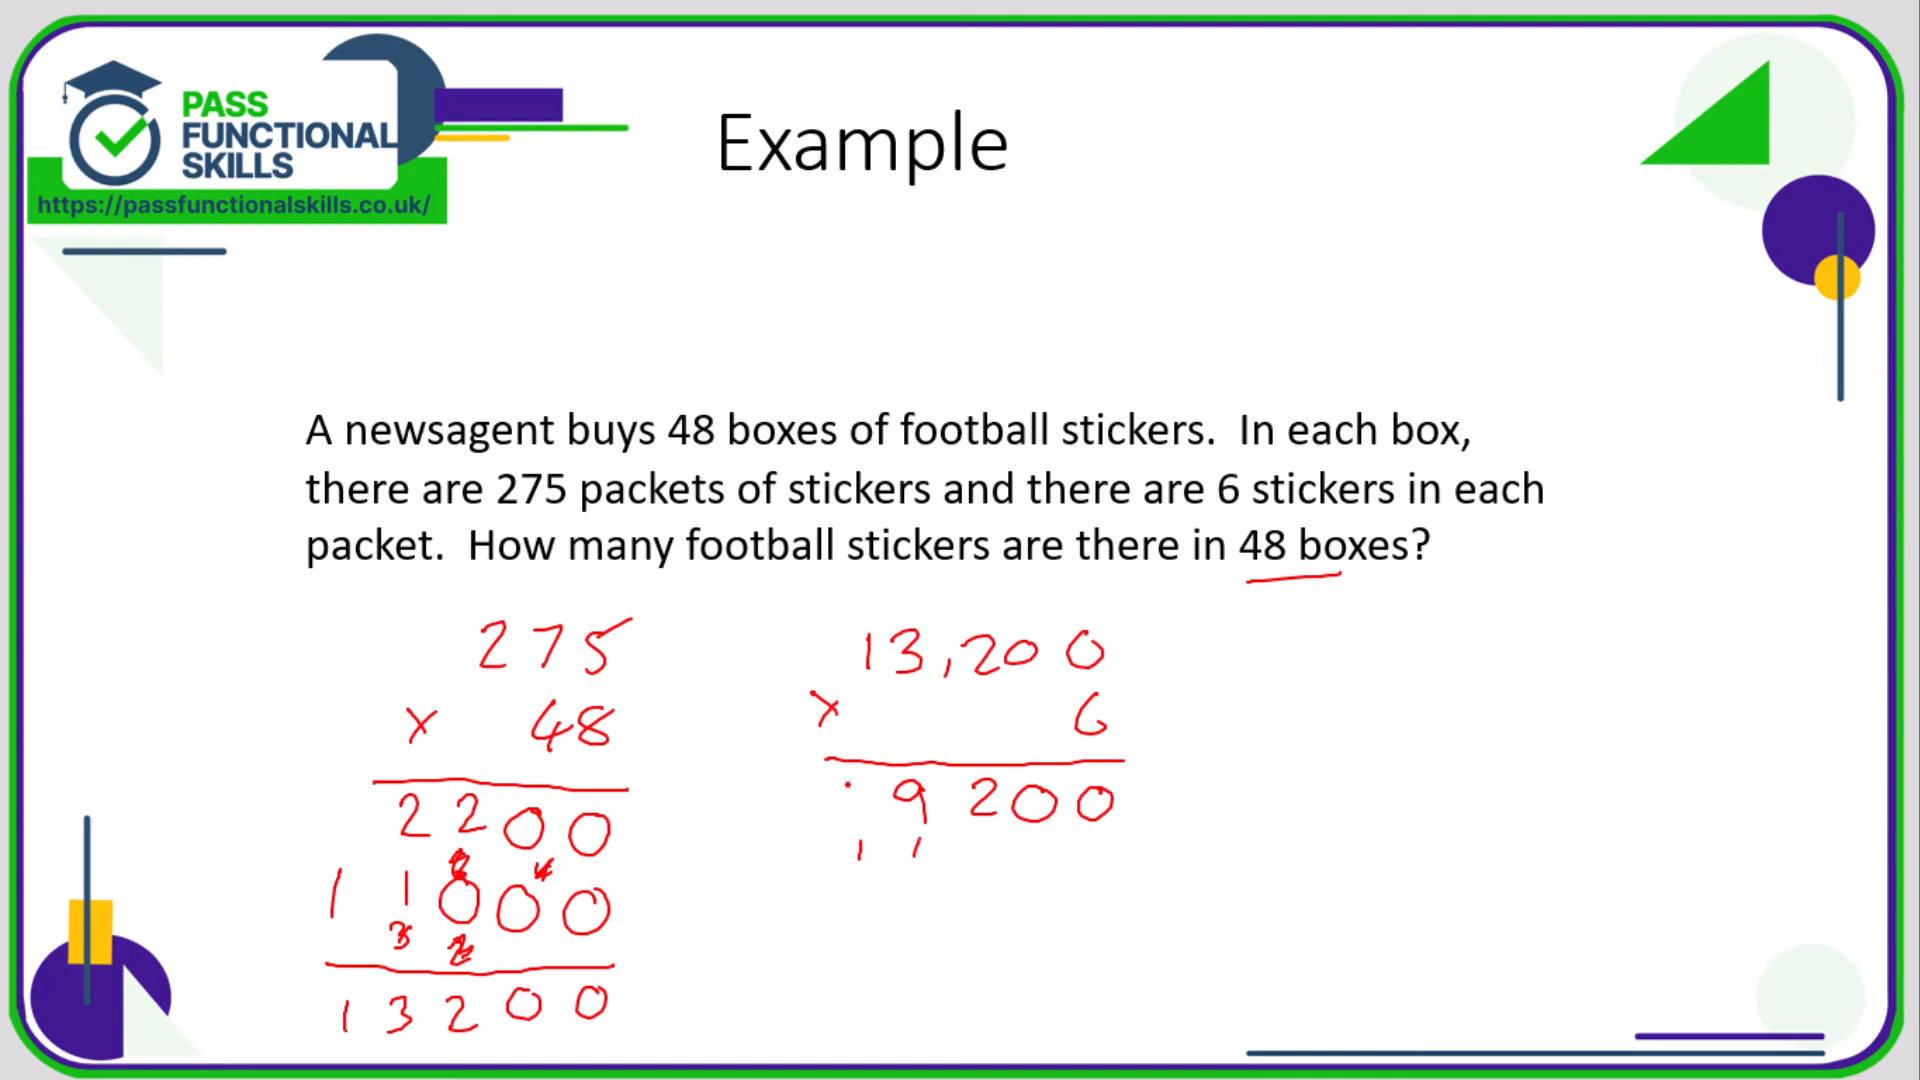 PASS
FUNCTIONAL
SKILLS
https://passfunctionalskills.co.uk/
Example
A newsagent buys 48 boxes of football stickers. In each box,
there are 275 packets of stickers and there are 6 stickers in each
packet. How many football stickers are there in 48 boxes?
275
x 48
2200
11000
13200
13,200
x 6
9200
1 1